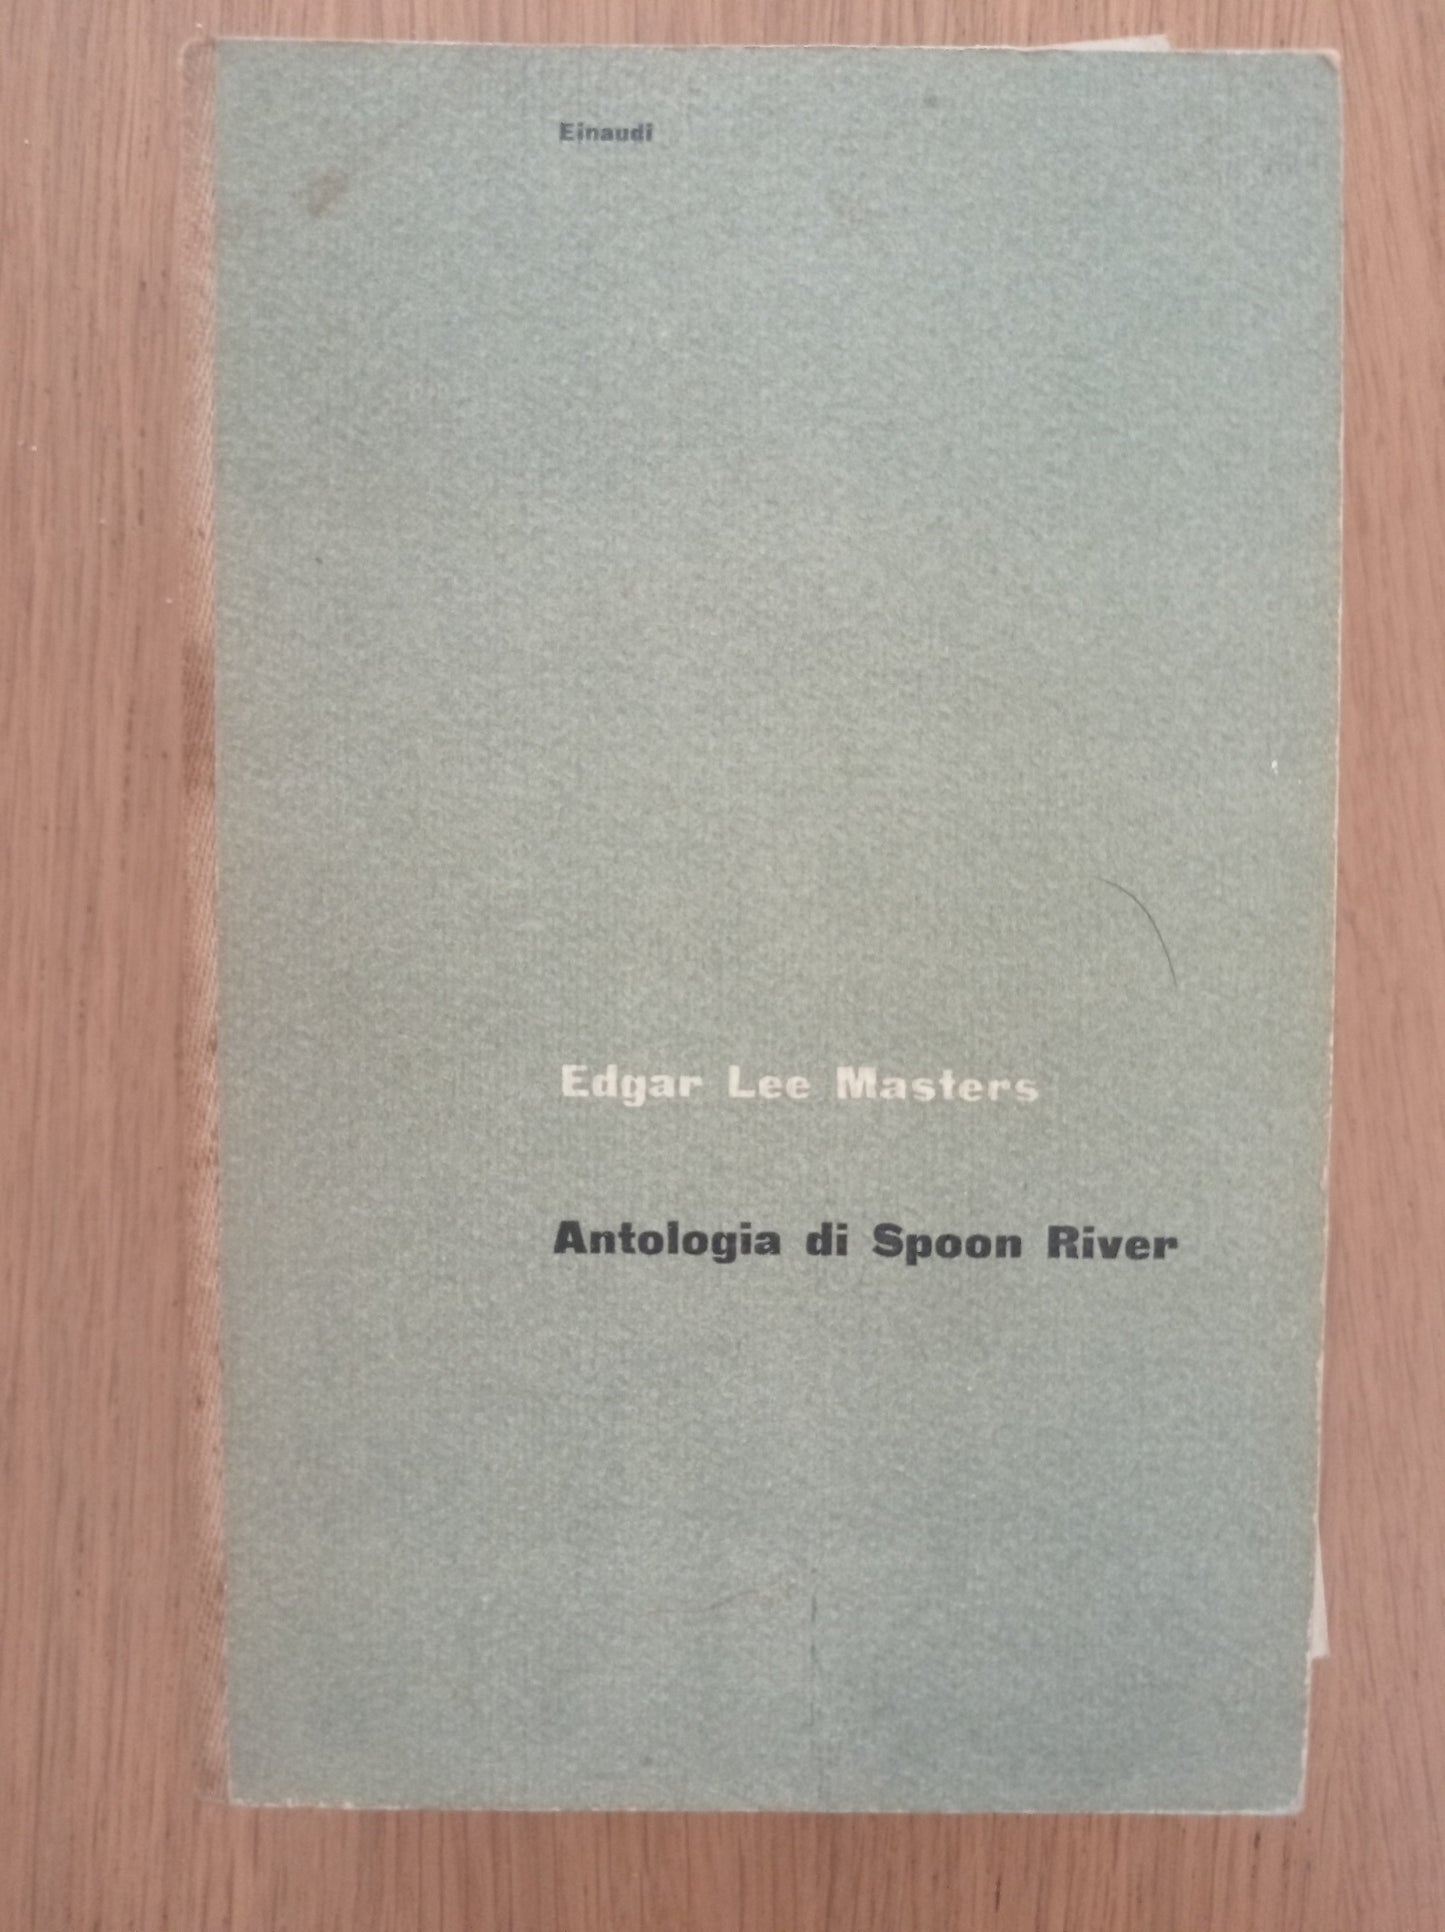 Einaudi
Edgar Lee Masters
Antologia di Spoon River